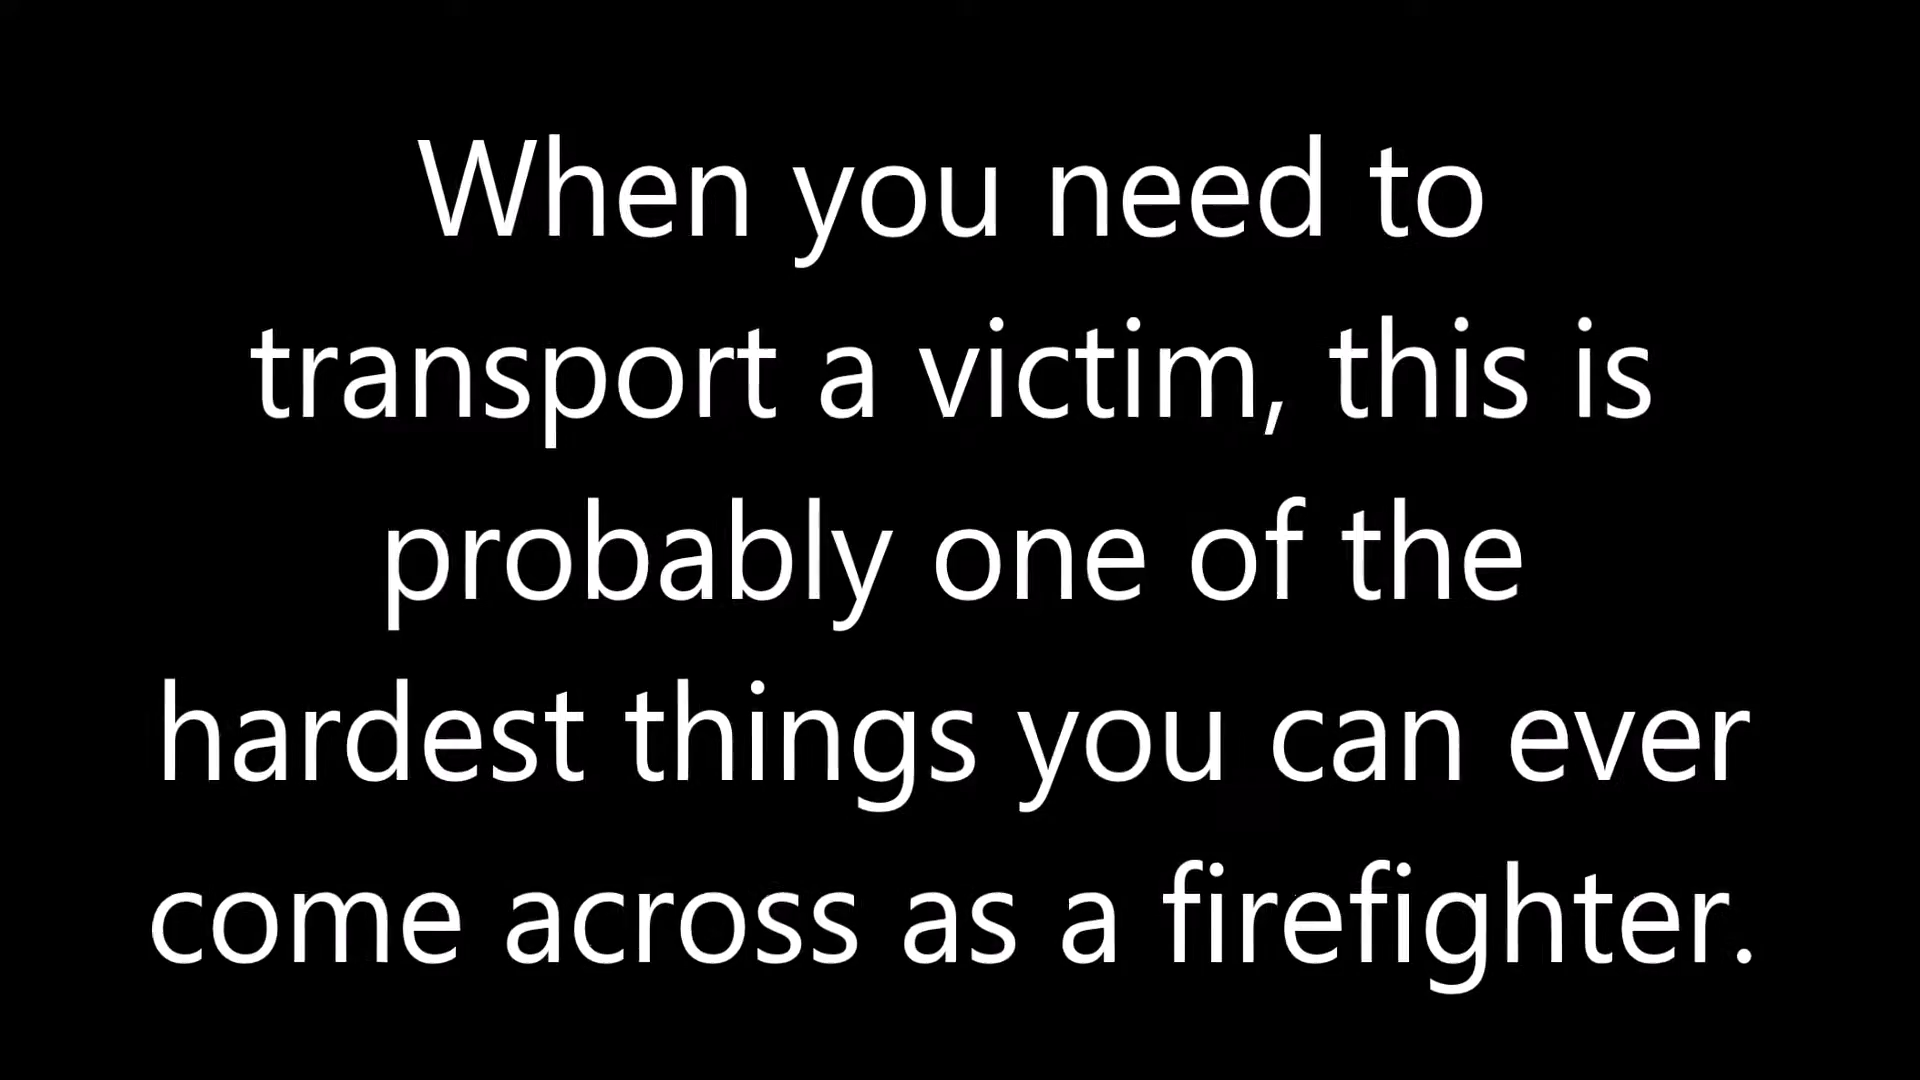 When you need to
transport a victim, this is
probably one of the
hardest things you can ever
come across as a firefighter.